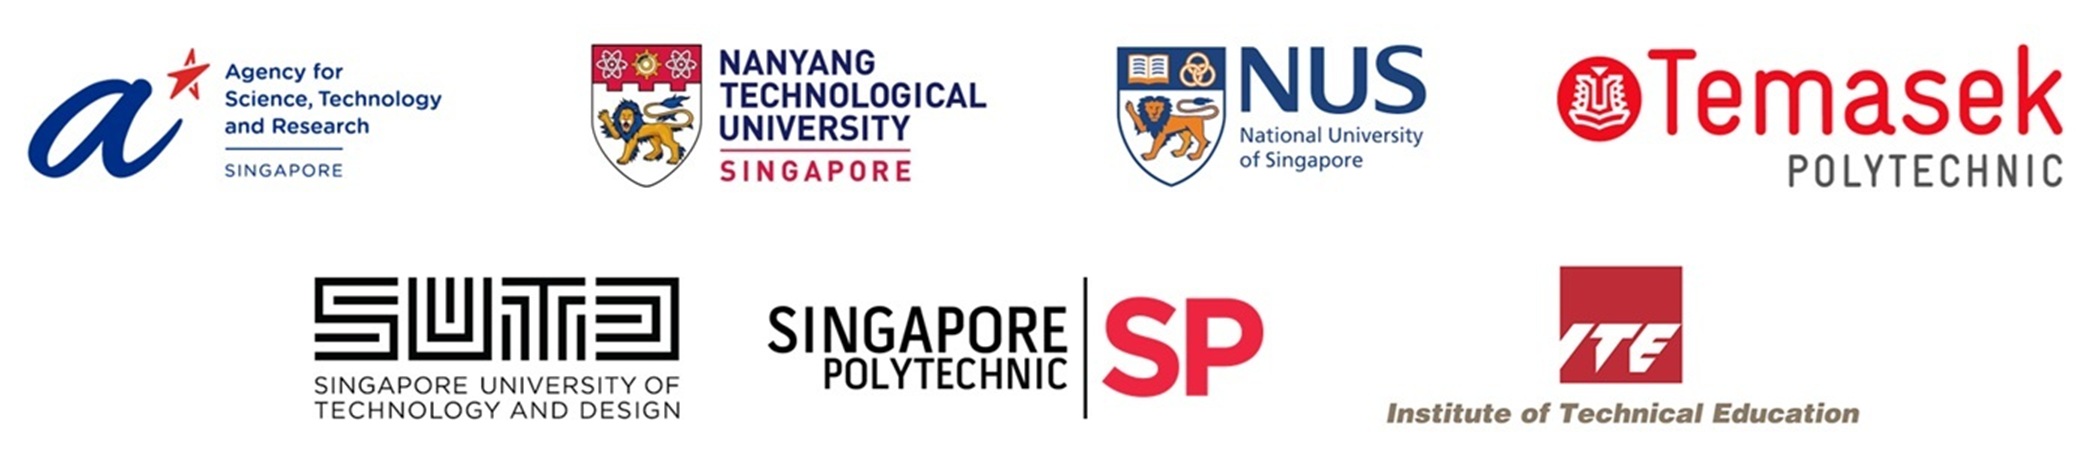 a
Agency for
Science, Technology
and Research
SINGAPORE
NANYANG
TECHNOLOGICAL
UNIVERSITY
SINGAPORE
NUS
National University
of Singapore
Temasek
POLYTECHNIC
SUTD
SINGAPORE UNIVERSITY OF
TECHNOLOGY AND DESIGN
SINGAPORE
POLYTECHNIC
SP
ITE
Institute of Technical Education